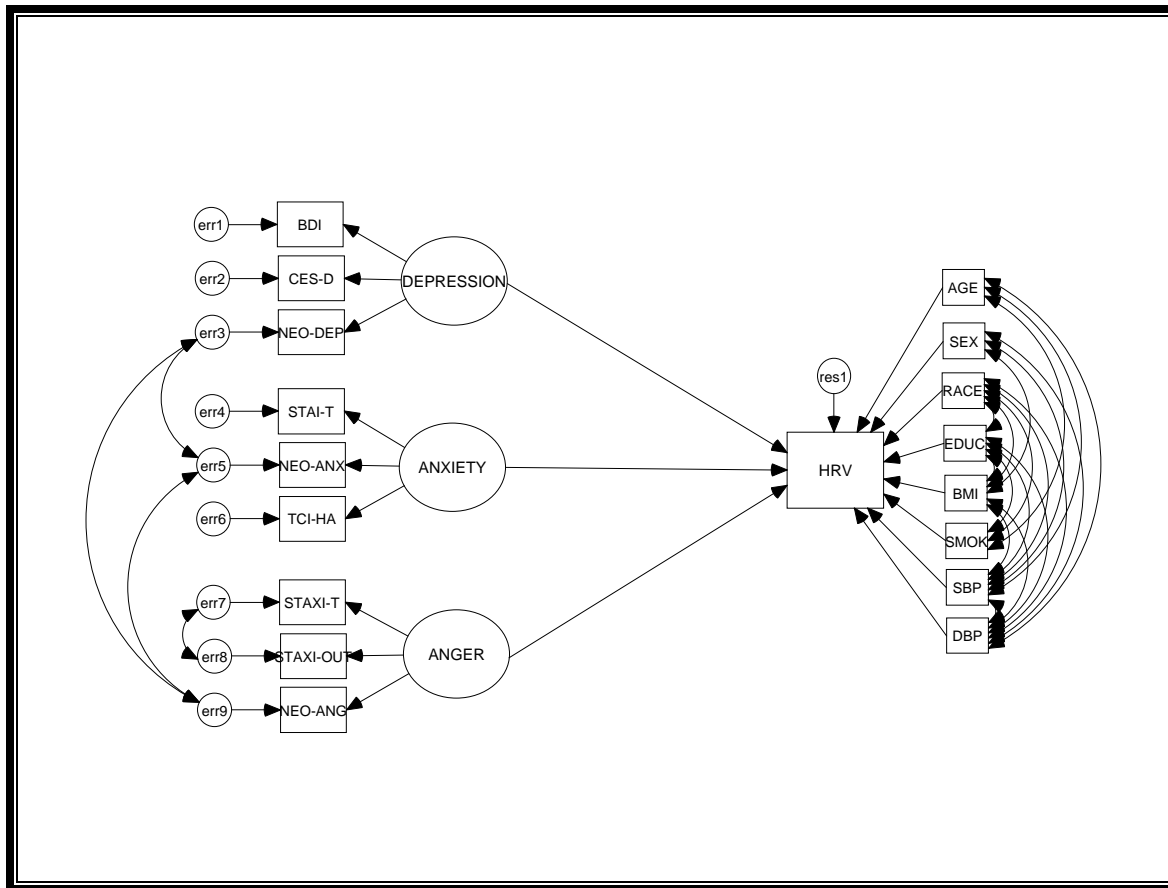 err1
BDI
err2
CES-D
err3
NEO-DEP
DEPRESSION
err4
STAI-T
err5
NEO-ANX
err6
TCI-HA
ANXIETY
err7
STAXI-T
err8
STAXI-OUT
err9
NEO-ANG
ANGER
res1
HRV
AGE
SEX
RACE
EDUC
BMI
SMOK
SBP
DBP